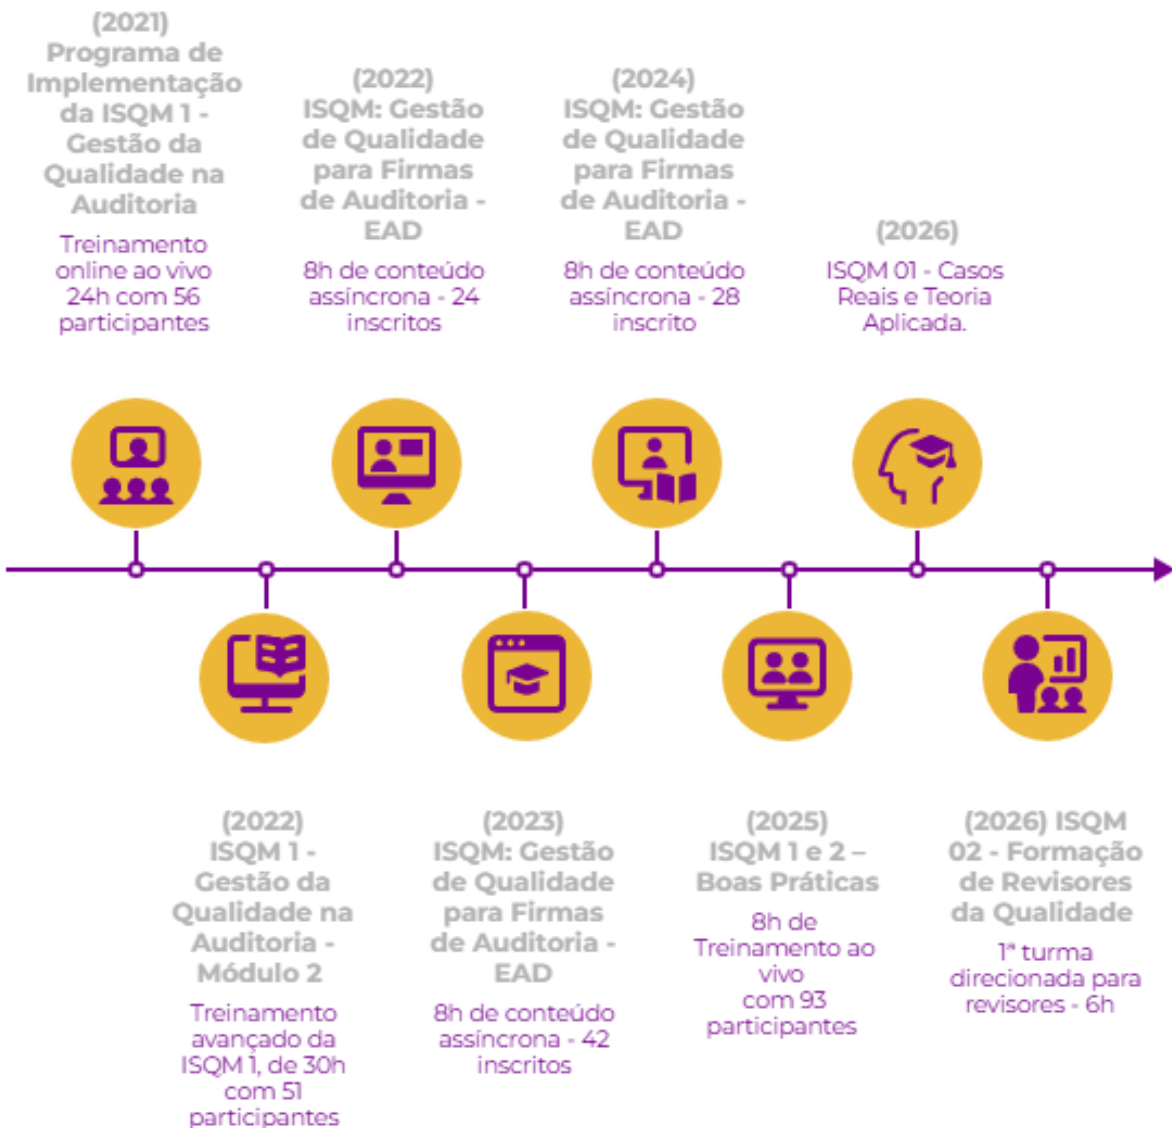 (2021)
Programa de
Implementação
da ISQM 1 -
Gestão da
Qualidade na
Auditoria
Treinamento
online ao vivo
24h com 56
participantes
(2022)
ISQM: Gestão
de Qualidade
para Firmas
de Auditoria -
EAD
8h de conteúdo
assíncrona - 24
inscritos
(2024)
ISQM: Gestão
de Qualidade
para Firmas
de Auditoria -
EAD
8h de conteúdo
assíncrona - 28
inscrito
(2026)
ISQM 01 - Casos
Reais e Teoria
Aplicada.
(2022)
ISQM 1 -
Gestão da
Qualidade na
Auditoria -
Módulo 2
Treinamento
avançado da
ISQM 1, de 30h
com 51
participantes
(2023)
ISQM: Gestão
de Qualidade
para Firmas
de Auditoria -
EAD
8h de conteúdo
assíncrona - 42
inscritos
(2025)
ISQM 1 e 2 –
Boas Práticas
8h de
Treinamento ao
vivo
com 93
participantes
(2026) ISQM
02 - Formação
de Revisores
da Qualidade
1ª turma
direcionada para
revisores - 6h